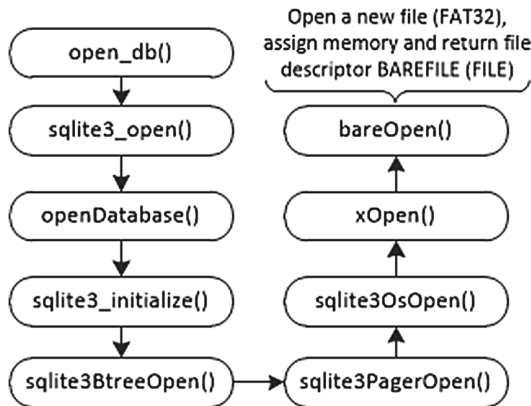 Open a new file (FAT32),
assign memory and return file
descriptor BAREFILE (FILE)
open_db()
sqlite3_open()
openDatabase()
sqlite3_initialize()
sqlite3BtreeOpen()
sqlite3PagerOpen()
sqlite3OsOpen()
xOpen()
bareOpen()